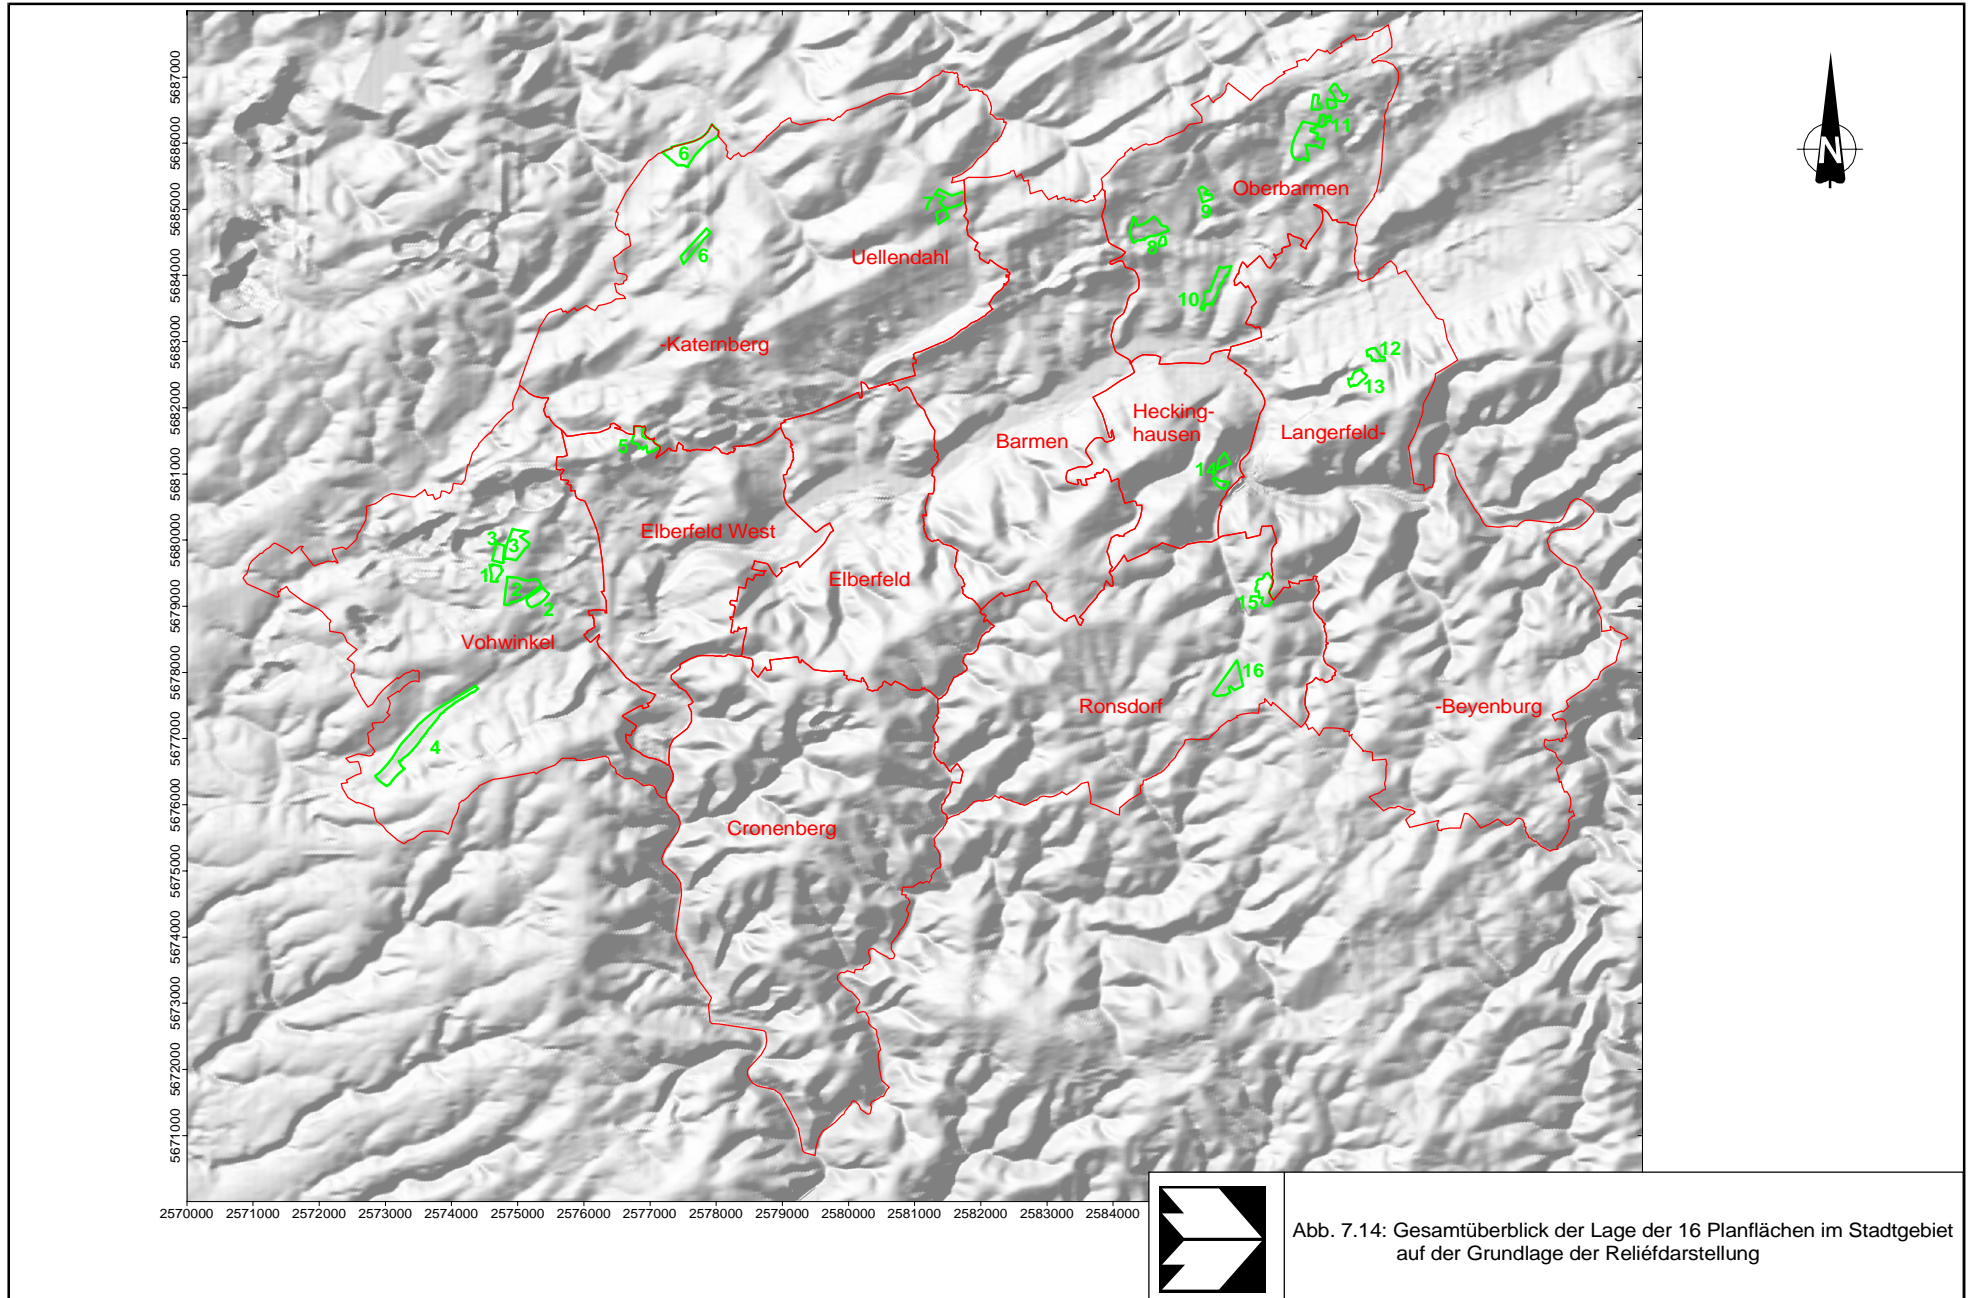 5687000
5686000
5685000
5684000
5683000
5682000
5681000
5680000
5679000
5678000
5677000
5676000
5675000
5674000
5673000
5672000
5671000
2570000 2571000 2572000 2573000 2574000 2575000 2576000 2577000 2578000 2579000 2580000 2581000 2582000 2583000 2584000
N
11
6
Oberbarmen
7
9
6
Uellendahl
8
10
-Katernberg
12
13
Hecking-
hausen
Barmen
Langerfeld-
5
14
Elberfeld West
3
3
Elberfeld
1
2
2
15
Vohwinkel
16
Ronsdorf
-Beyenburg
4
Cronenberg
Abb. 7.14: Gesamtüberblick der Lage der 16 Planflächen im Stadtgebiet
auf der Grundlage der Reliéfdarstellung